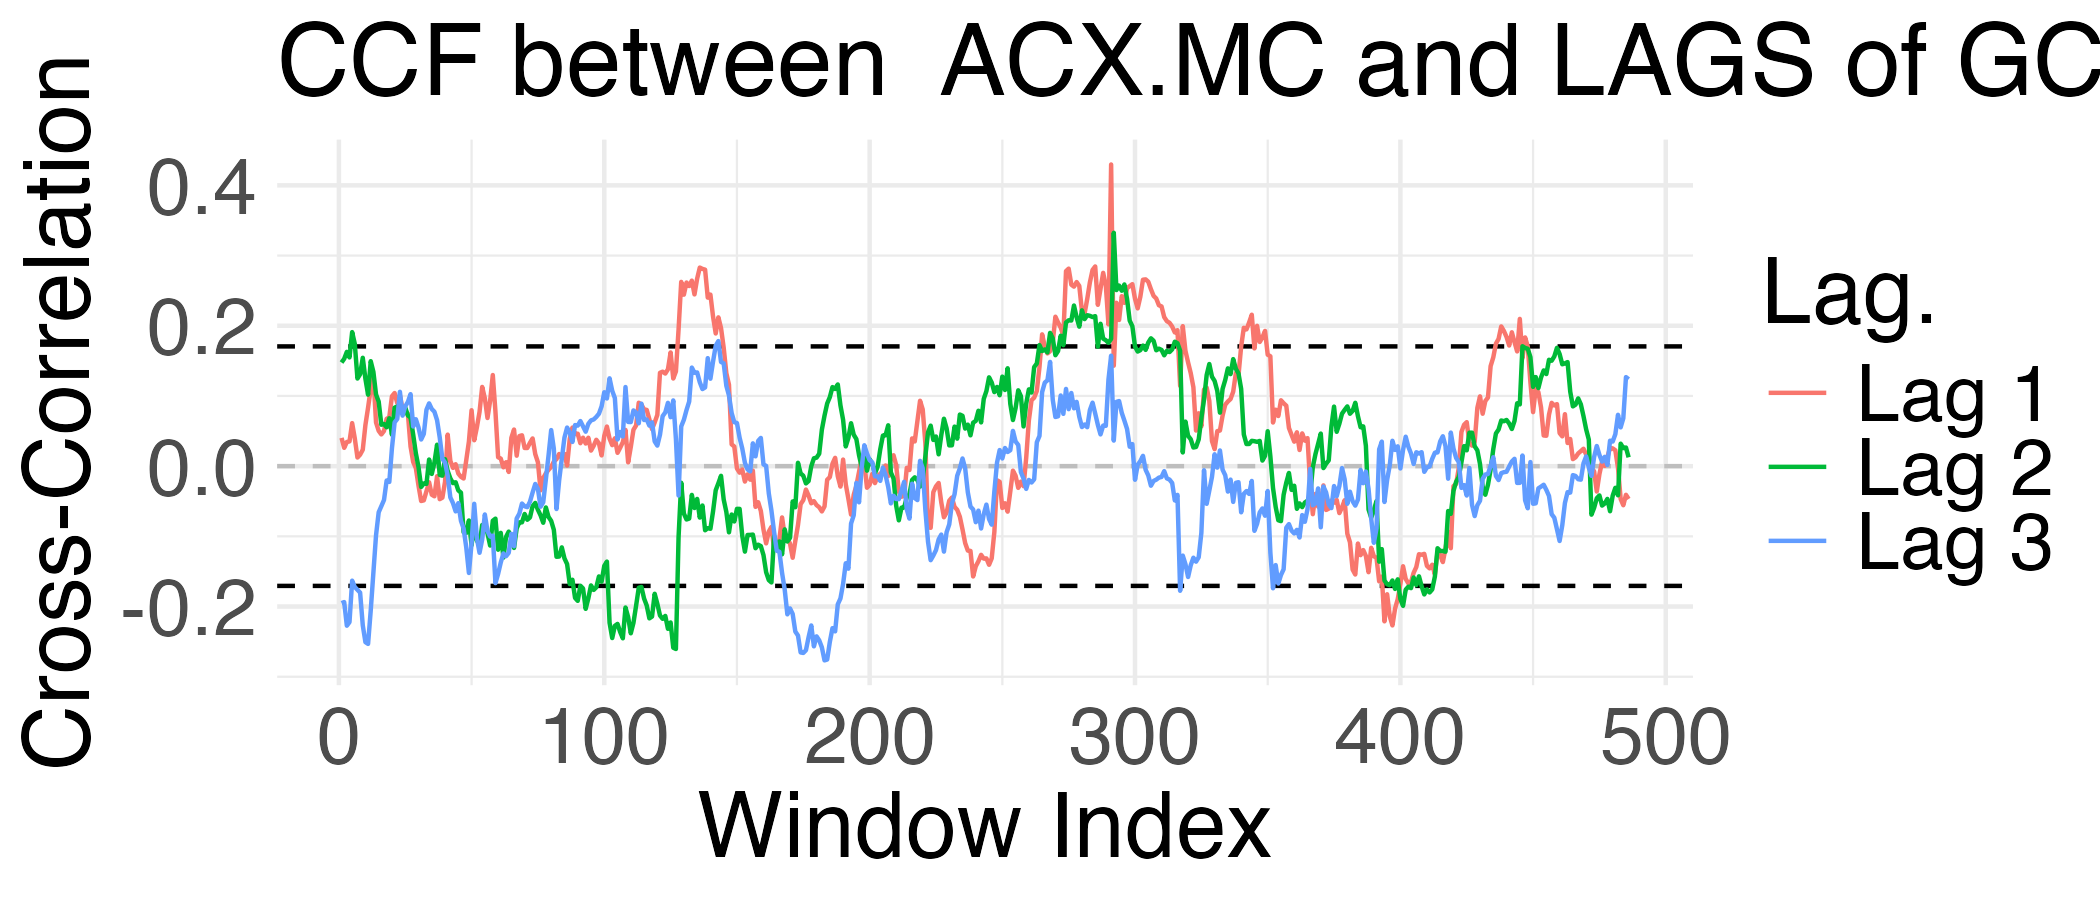 CCF between ACX.MC and LAGS of GC
Cross-Correlation
0.4
0.2
0.0
-0.2
0 100 200 300 400 500
Window Index
Lag.
Lag 1
Lag 2
Lag 3